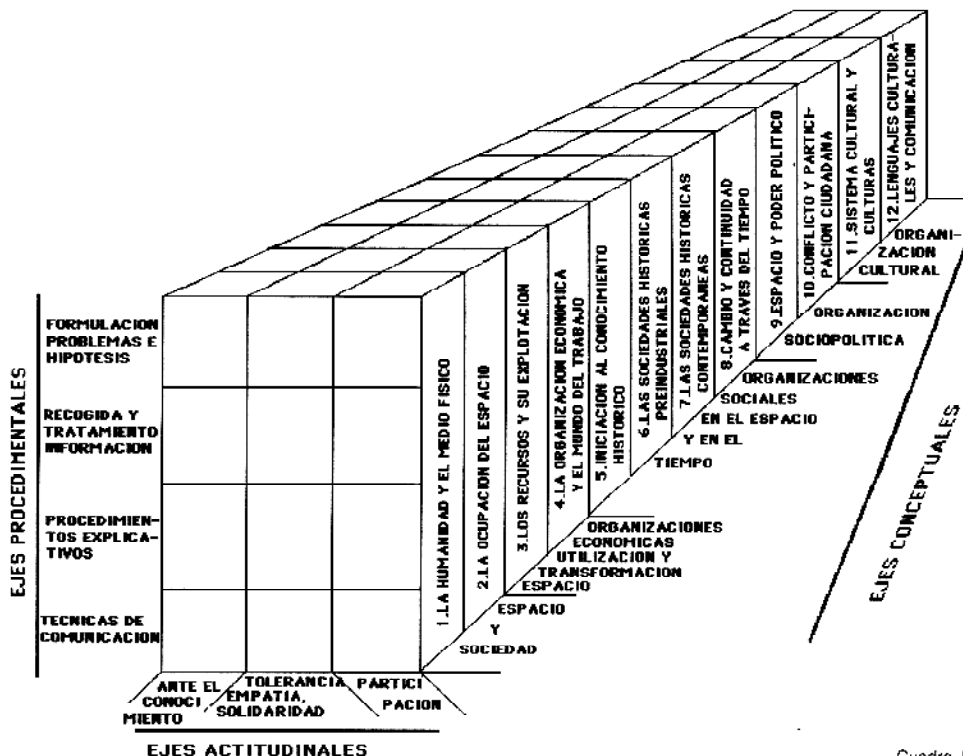 EJES PROCEDIMENTALES
FORMULACION
PROBLEMAS E
HIPOTESIS
RECOGIDA Y
TRATAMIENTO
INFORMACION
PROCEDIMIEN-
TOS EXPLICA-
TIVOS
TECNICAS DE
COMUNICACION
ANTE EL
CONOCI
MIENTO
TOLERANCIA
EMPATIA,
SOLIDARIDAD
PARTICI
PACION
EJES ACTITUDINALES
1.LA HUMANIDAD Y EL MEDIO FISICO
2.LA OCUPACION DEL ESPACIO
3.LOS RECURSOS Y SU EXPLOTACION
4.LA ORGANIZACION ECONOMICA
Y EL MUNDO DEL TRABAJO
5.INICIACION AL CONOCIMIENTO
HISTORICO
6.LAS SOCIEDADES HISTORICAS
PREINDUSTRIALES
7.LAS SOCIEDADES HISTORICAS
CONTEMPORANEAS
8.CAMBIO Y CONTINUIDAD
A TRAVES DEL TIEMPO
9.ESPACIO Y PODER POLITICO
10.CONFLICTO Y PARTICI-
PACION CIUDADANA
11.SISTEMA CULTURAL Y
CULTURAS
12.LENGUAJES CULTURA-
LES Y COMUNICACION
ESPACIO
Y
SOCIEDAD
ORGANIZACIONES
ECONOMICAS
UTILIZACION Y
TRANSFORMACION
ESPACIO
ORGANIZACIONES
SOCIALES
EN EL ESPACIO
Y EN EL
TIEMPO
ORGANIZACION
SOCIOPOLITICA
ORGANI-
ZACION
CULTURAL
EJES CONCEPTUALES
Cuadro